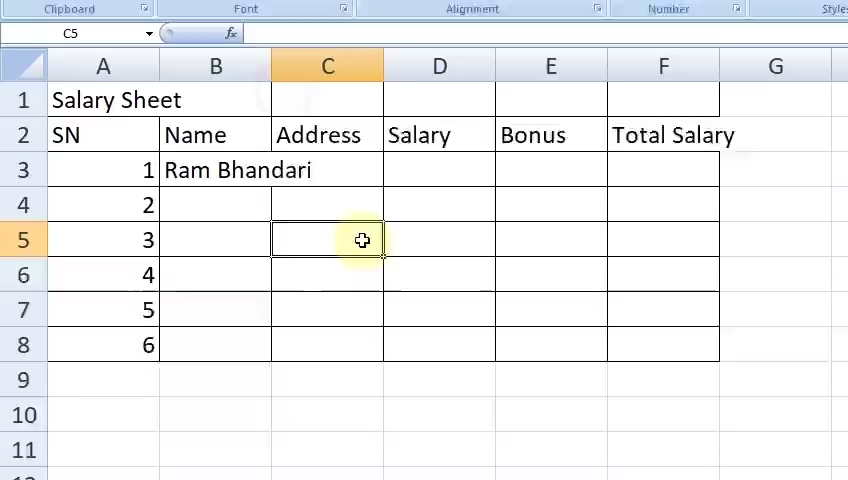 Clipboard Font Alignment Number Styles
C5 fx
A B C D E F G
1 Salary Sheet
2 SN Name Address Salary Bonus Total Salary
3 1 Ram Bhandari
4 2
5 3
6 4
7 5
8 6
9
10
11